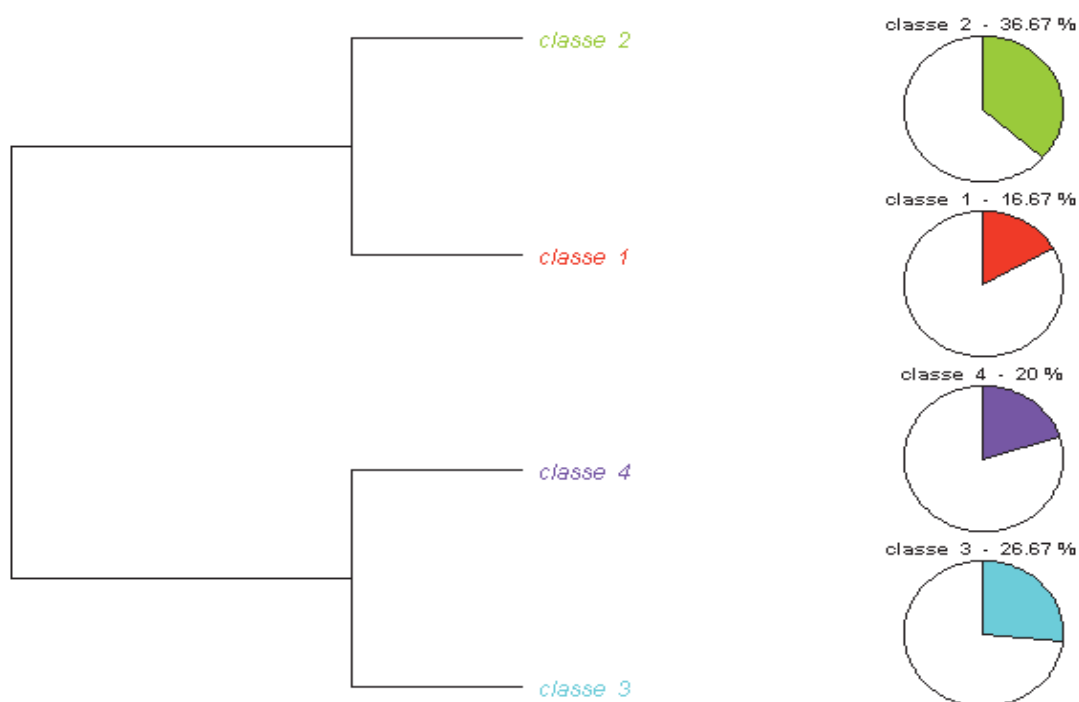 classe 2 - 36.67 %
classe 2
classe 1 - 16.67 %
classe 1
classe 4 - 20 %
classe 4
classe 3 - 26.67 %
classe 3